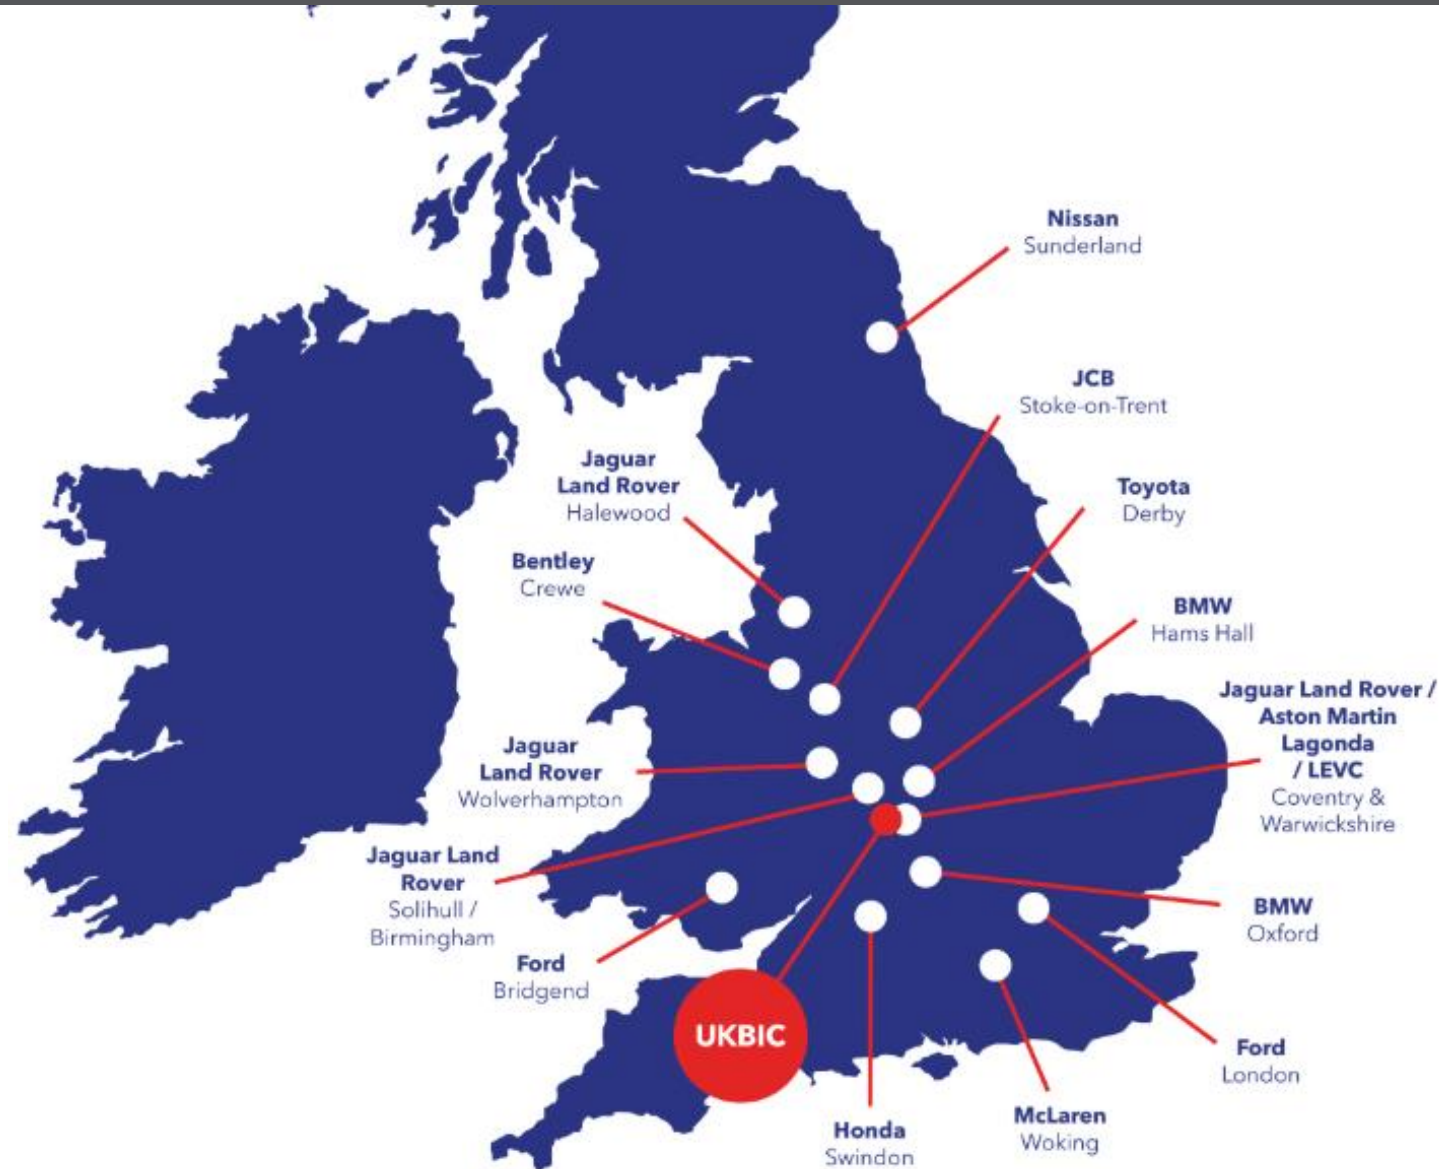 Nissan
Sunderland
JCB
Stoke-on-Trent
Jaguar
Land Rover
Halewood
Toyota
Derby
Bentley
Crewe
BMW
Hams Hall
Jaguar Land Rover /
Aston Martin
Lagonda
/ LEVC
Coventry &
Warwickshire
Jaguar
Land Rover
Wolverhampton
Jaguar Land
Rover
Solihull /
Birmingham
BMW
Oxford
Ford
Bridgend
UKBIC
Ford
London
McLaren
Woking
Honda
Swindon